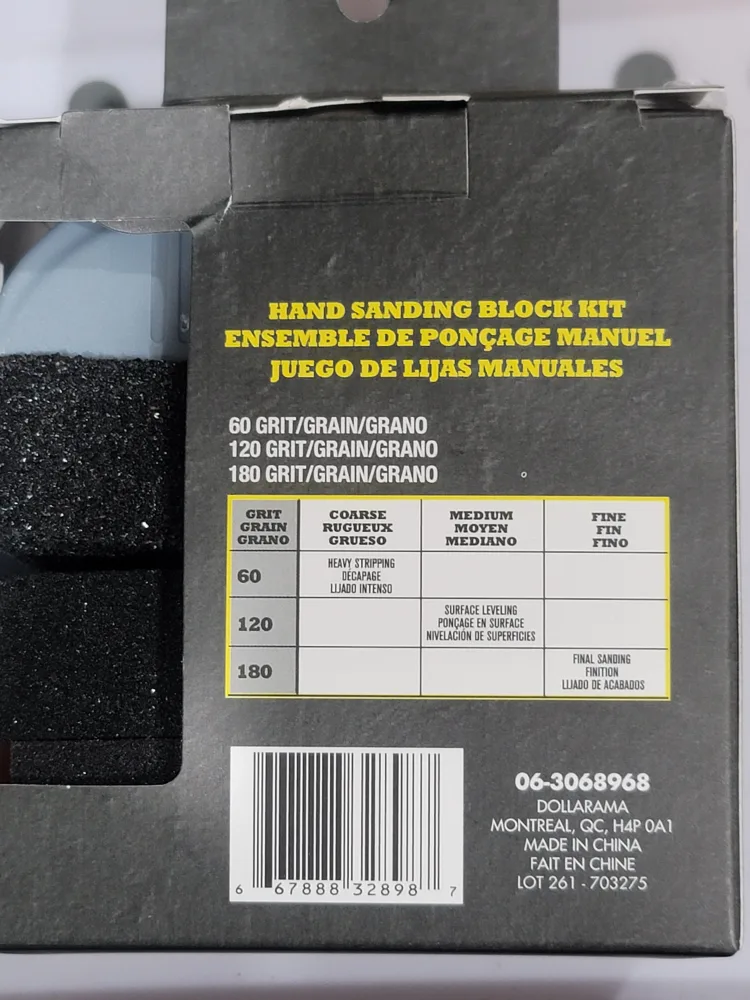 HAND SANDING BLOCK KIT
ENSEMBLE DE PONÇAGE MANUEL
JUEGO DE LIJAS MANUALES
60 GRIT/GRAIN/GRANO
120 GRIT/GRAIN/GRANO
180 GRIT/GRAIN/GRANO
GRIT
GRAIN
GRANO
COARSE
RUGUEUX
GRUESO
MEDIUM
MOYEN
MEDIANO
FINE
FIN
FINO
60
HEAVY STRIPPING
DÉCAPAGE
LIJADO INTENSO
120
SURFACE LEVELING
PONÇAGE EN SURFACE
NIVELACIÓN DE SUPERFICIES
180
FINAL SANDING
FINITION
LIJADO DE ACABADOS
6 67888 32898 7
06-3068968
DOLLARAMA
MONTREAL, QC, H4P 0A1
MADE IN CHINA
FAIT EN CHINE
LOT 261 - 703275